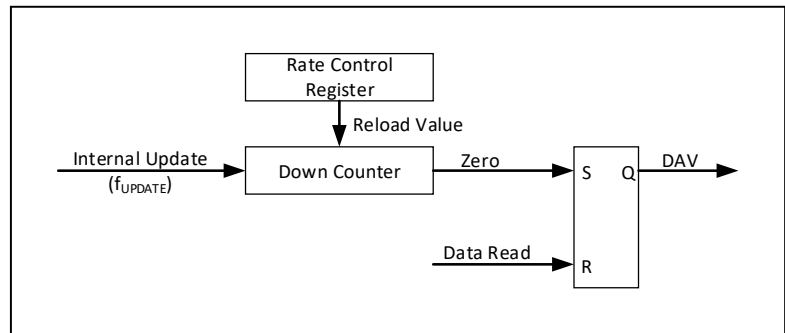 Rate Control
Register
Reload Value
Internal Update
(fUPDATE)
Down Counter
Zero
S
Q
DAV
Data Read
R